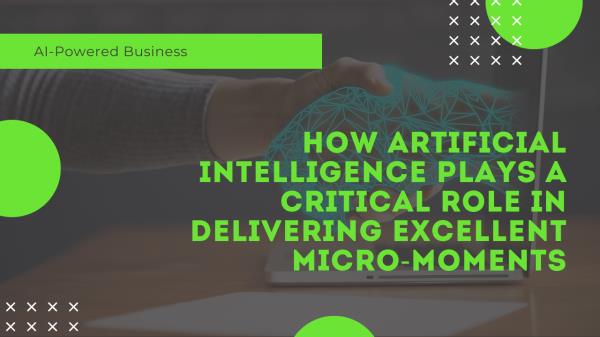 AI-Powered Business
HOW ARTIFICIAL
INTELLIGENCE PLAYS A
CRITICAL ROLE IN
DELIVERING EXCELLENT
MICRO-MOMENTS